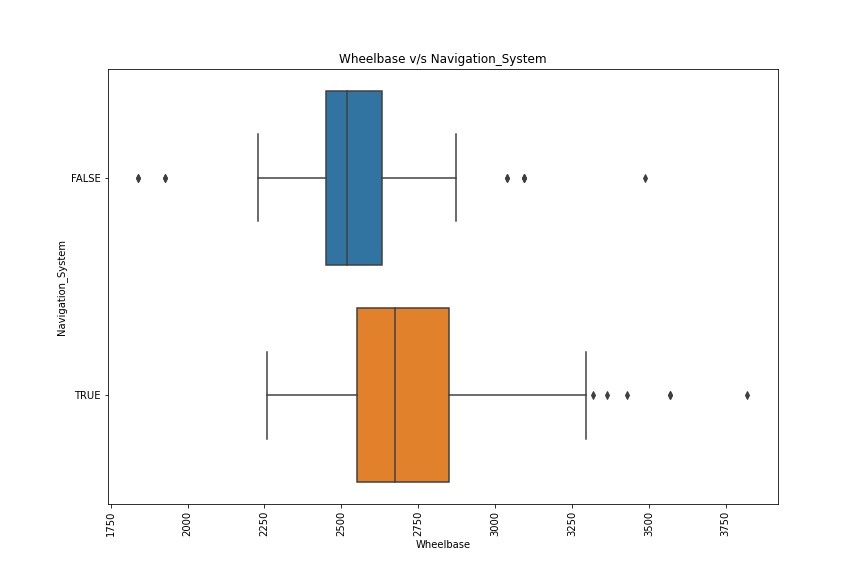 Wheelbase v/s Navigation_System
Navigation_System
FALSE
TRUE
1750
2000
2250
2500
2750
3000
3250
3500
3750
Wheelbase